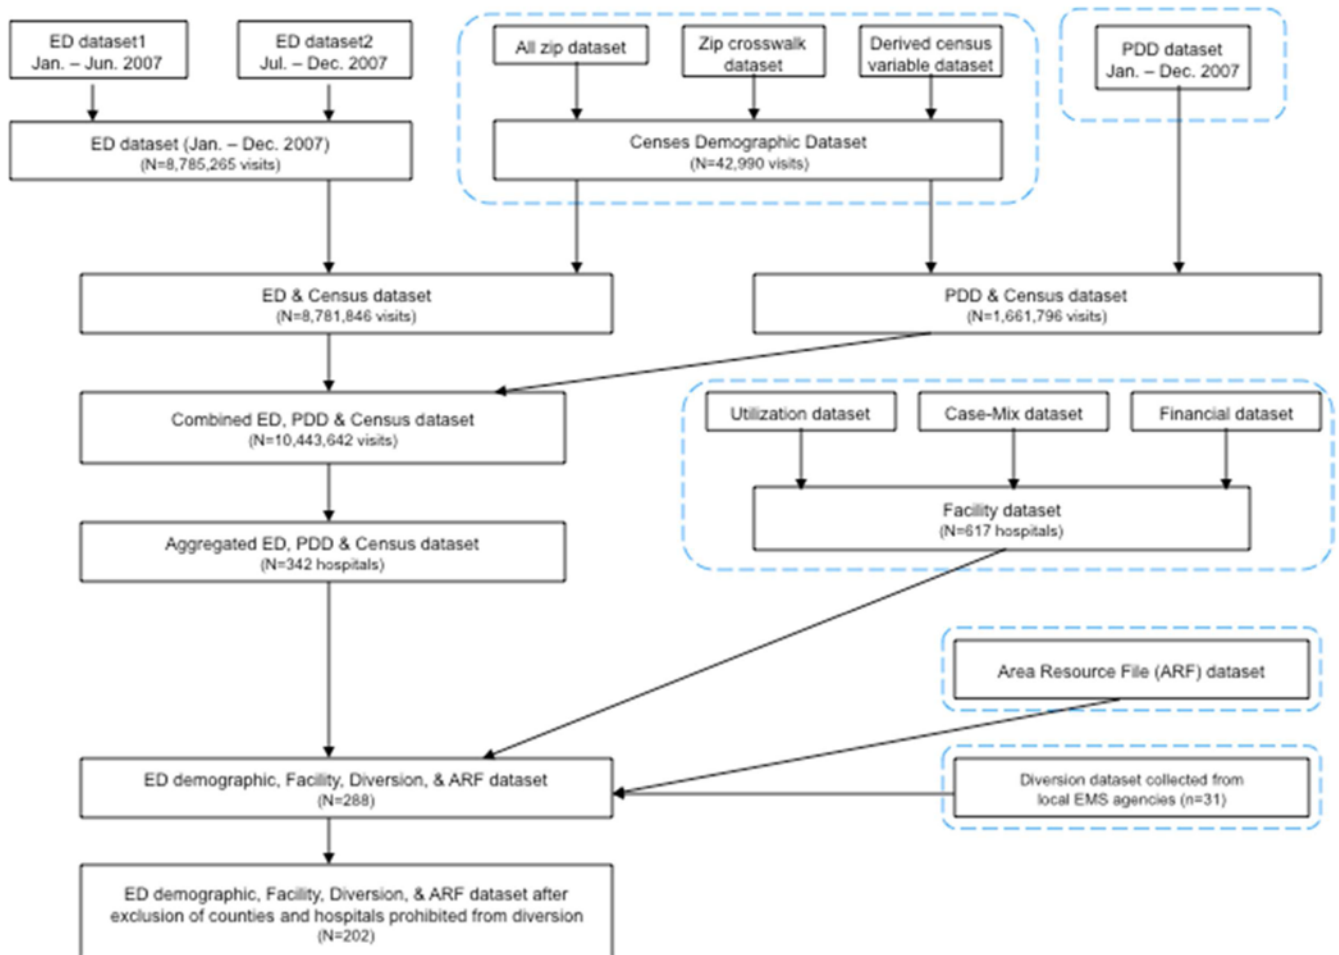 ED dataset1
Jan. – Jun. 2007
ED dataset2
Jul. – Dec. 2007
All zip dataset
Zip crosswalk
dataset
Derived census
variable dataset
PDD dataset
Jan. – Dec. 2007
ED dataset (Jan. – Dec. 2007)
(N=8,785,265 visits)
Censes Demographic Dataset
(N=42,990 visits)
ED & Census dataset
(N=8,781,846 visits)
PDD & Census dataset
(N=1,661,796 visits)
Combined ED, PDD & Census dataset
(N=10,443,642 visits)
Utilization dataset
Case-Mix dataset
Financial dataset
Facility dataset
(N=617 hospitals)
Aggregated ED, PDD & Census dataset
(N=342 hospitals)
Area Resource File (ARF) dataset
ED demographic, Facility, Diversion, & ARF dataset
(N=288)
Diversion dataset collected from
local EMS agencies (n=31)
ED demographic, Facility, Diversion, & ARF dataset after
exclusion of counties and hospitals prohibited from diversion
(N=202)